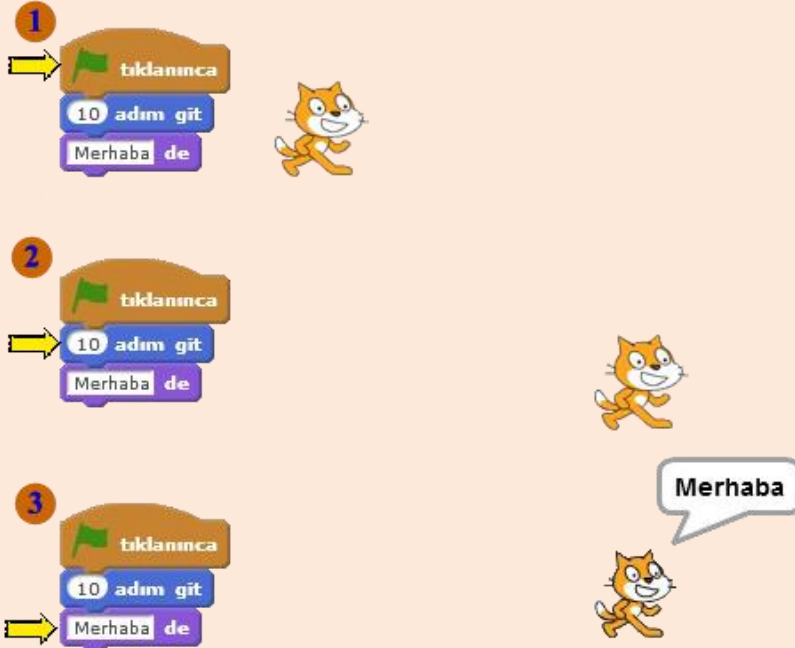 1
tıklanınca
10 adım git
Merhaba de
2
tıklanınca
10 adım git
Merhaba de
3
Merhaba
tıklanınca
10 adım git
Merhaba de